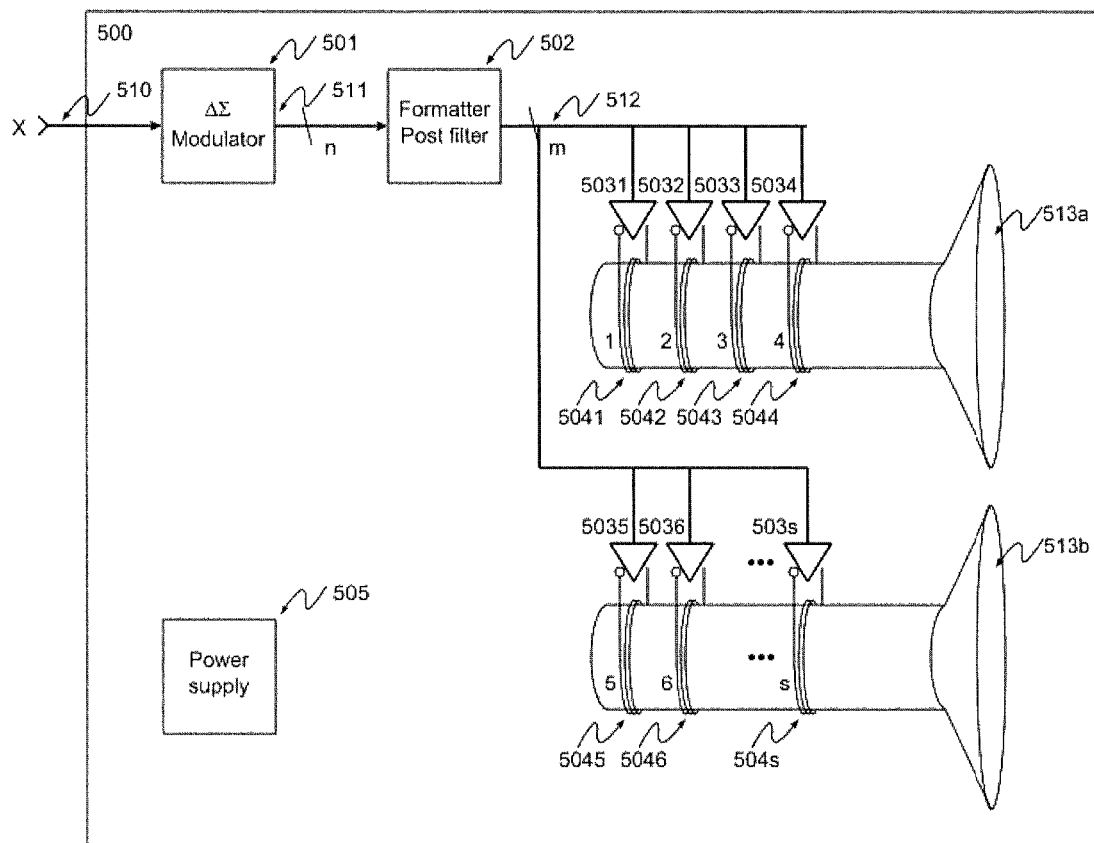 500
501
502
510
511
512
X
ΔΣ
Modulator
n
Formatter
Post filter
m
5031 5032 5033 5034
513a
1 2 3 4
5041 5042 5043 5044
5035 5036 ••• 503s
513b
505
Power
supply
5 6 ••• s
5045 5046 504s